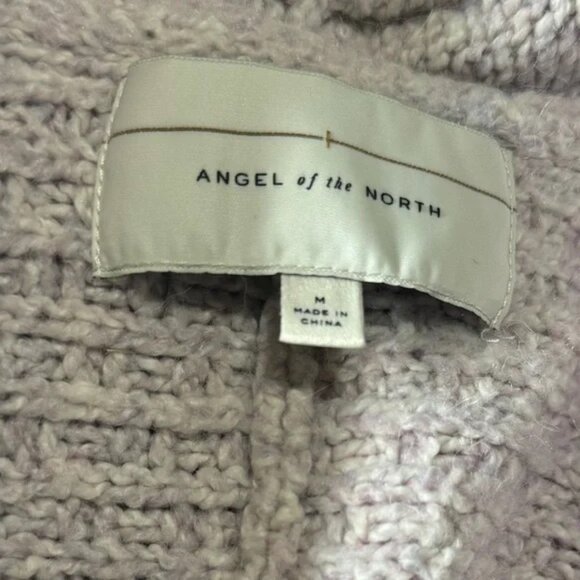 ANGEL of the NORTH
M
MADE IN
CHINA